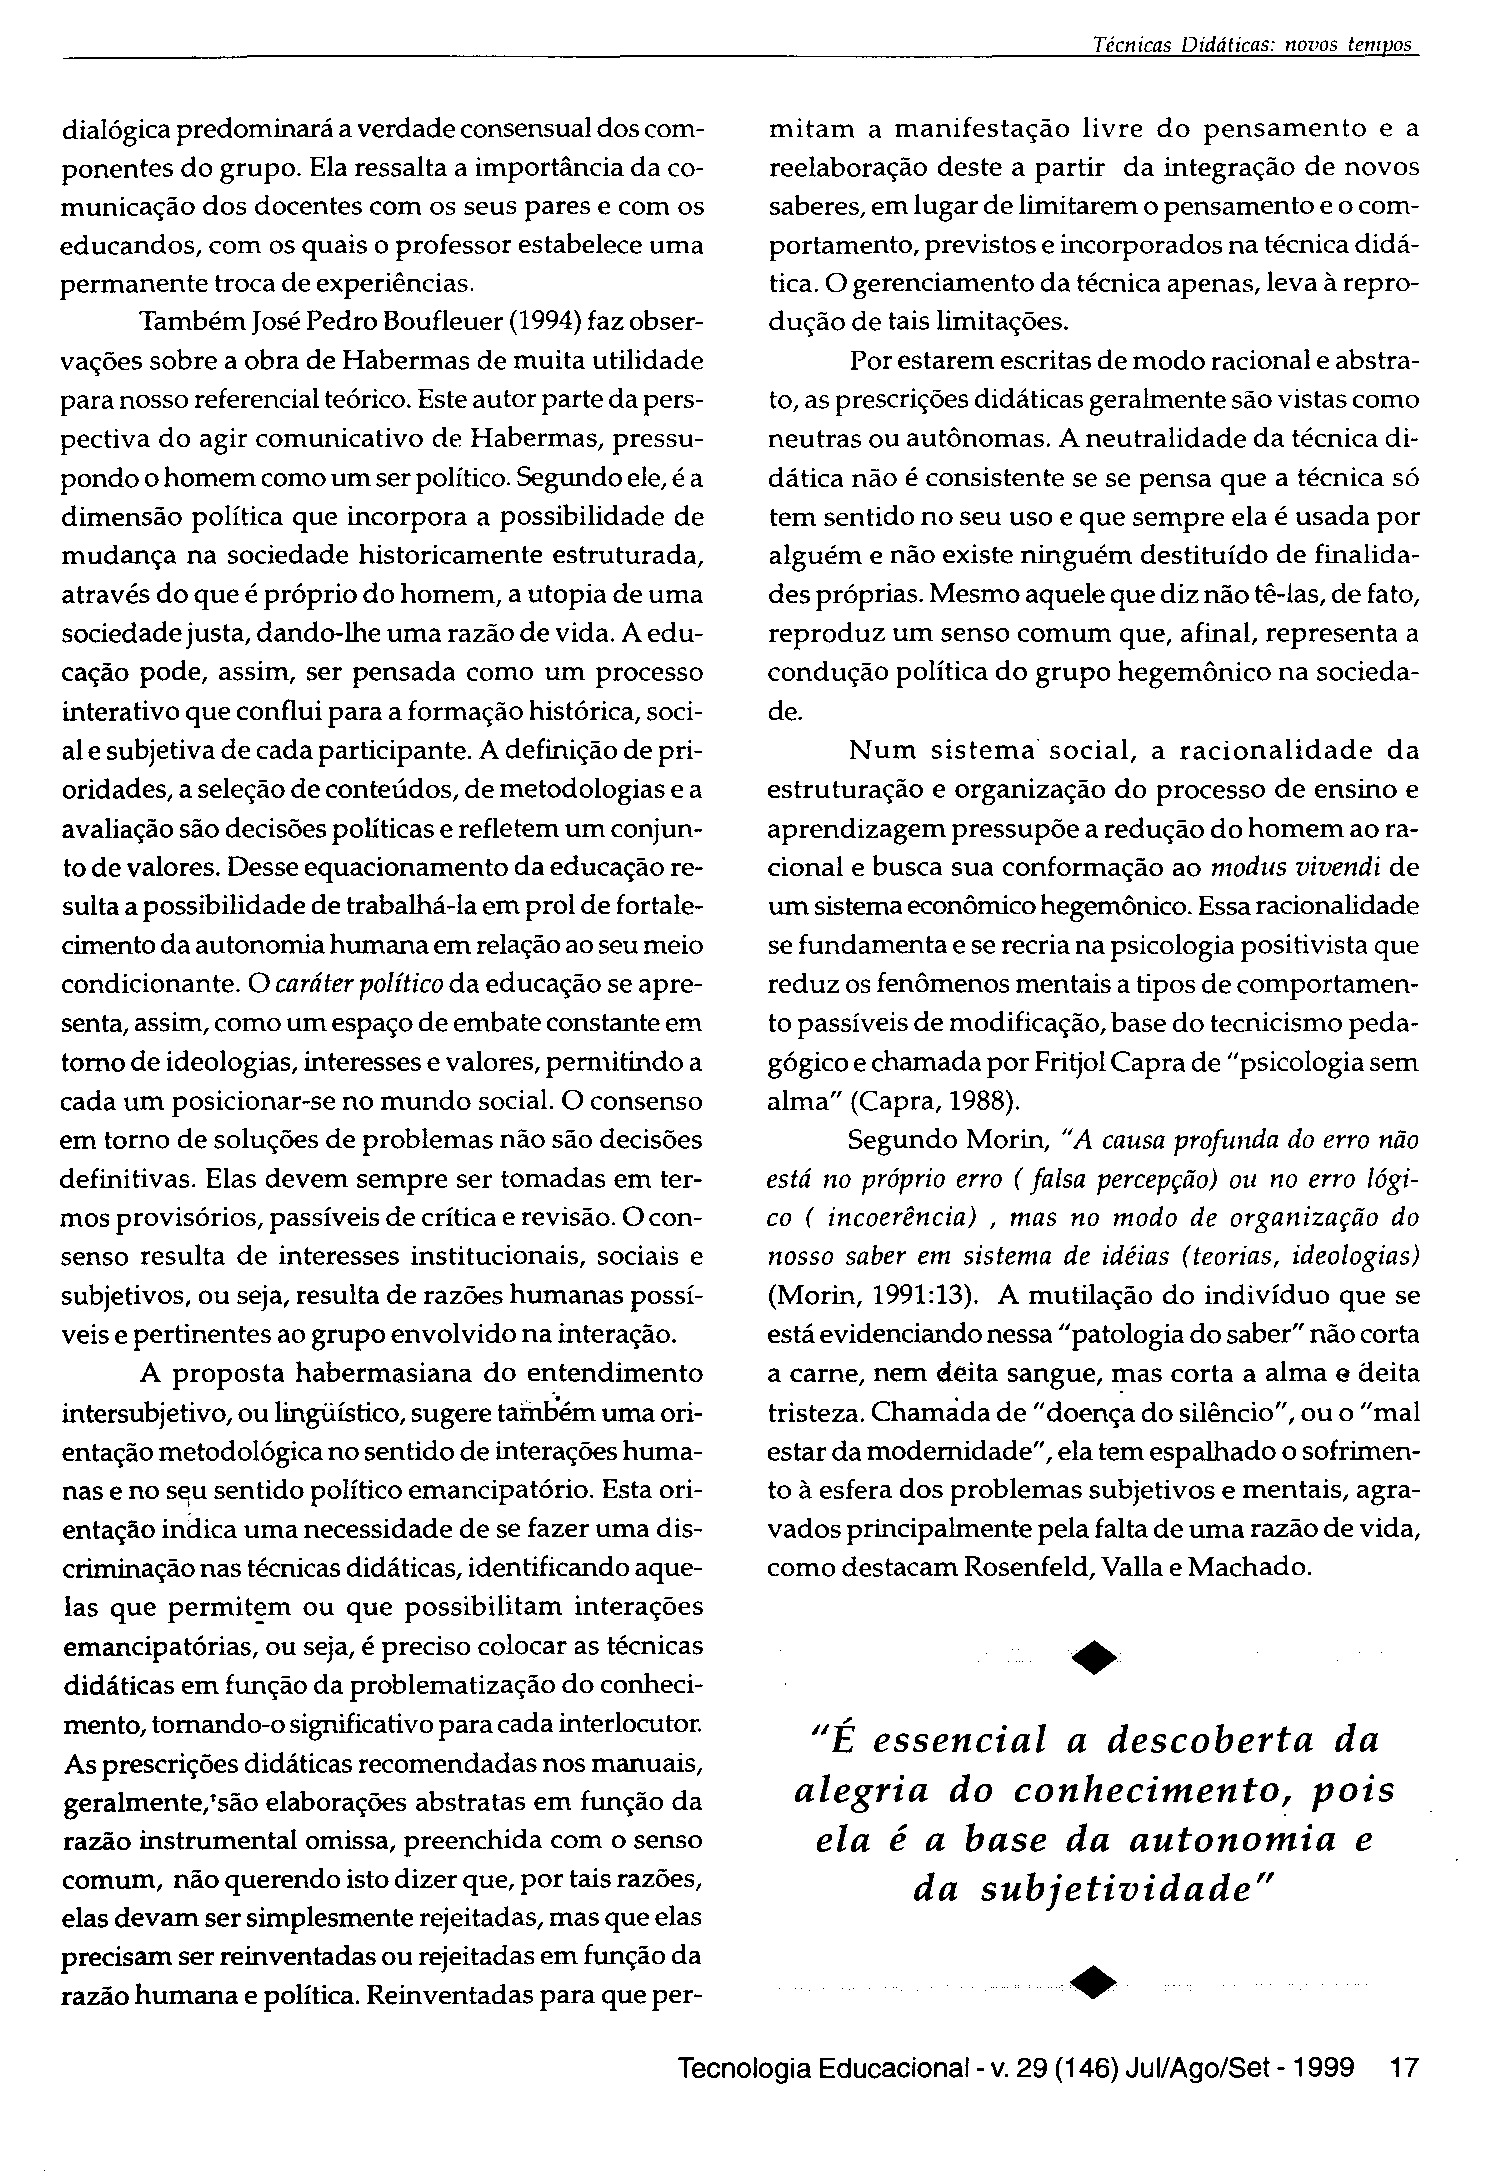 Técnicas Didáticas: novos tempos
dialógica predominará a verdade consensual dos com-
ponentes do grupo. Ela ressalta a importância da co-
municação dos docentes com os seus pares e com os
educandos, com os quais o professor estabelece uma
permanente troca de experiências.
Também José Pedro Boufleuer (1994) faz obser-
vações sobre a obra de Habermas de muita utilidade
para nosso referencial teórico. Este autor parte da pers-
pectiva do agir comunicativo de Habermas, pressu-
pondo o homem como um ser político. Segundo ele, é a
dimensão política que incorpora a possibilidade de
mudança na sociedade historicamente estruturada,
através do que é próprio do homem, a utopia de uma
sociedade justa, dando-lhe uma razão de vida. A edu-
cação pode, assim, ser pensada como um processo
interativo que conflui para a formação histórica, soci-
al e subjetiva de cada participante. A definição de pri-
oridades, a seleção de conteúdos, de metodologias e a
avaliação são decisões políticas e refletem um conjun-
to de valores. Desse equacionamento da educação re-
sulta a possibilidade de trabalhá-la em prol de fortale-
cimento da autonomia humana em relação ao seu meio
condicionante. O caráter político da educação se apre-
senta, assim, como um espaço de embate constante em
torno de ideologias, interesses e valores, permitindo a
cada um posicionar-se no mundo social. O consenso
em torno de soluções de problemas não são decisões
definitivas. Elas devem sempre ser tomadas em ter-
mos provisórios, passíveis de crítica e revisão. O con-
senso resulta de interesses institucionais, sociais e
subjetivos, ou seja, resulta de razões humanas possí-
veis e pertinentes ao grupo envolvido na interação.
A proposta habermasiana do entendimento
intersubjetivo, ou lingüístico, sugere também uma ori-
entação metodológica no sentido de interações huma-
nas e no seu sentido político emancipatório. Esta ori-
entação indica uma necessidade de se fazer uma dis-
criminação nas técnicas didáticas, identificando aque-
las que permitem ou que possibilitam interações
emancipatórias, ou seja, é preciso colocar as técnicas
didáticas em função da problematização do conheci-
mento, tornando-o significativo para cada interlocutor.
As prescrições didáticas recomendadas nos manuais,
geralmente, são elaborações abstratas em função da
razão instrumental omissa, preenchida com o senso
comum, não querendo isto dizer que, por tais razões,
elas devam ser simplesmente rejeitadas, mas que elas
precisam ser reinventadas ou rejeitadas em função da
razão humana e política. Reinventadas para que per-
mitam a manifestação livre do pensamento e a
reelaboração deste a partir da integração de novos
saberes, em lugar de limitarem o pensamento e o com-
portamento, previstos e incorporados na técnica didá-
tica. O gerenciamento da técnica apenas, leva à repro-
dução de tais limitações.
Por estarem escritas de modo racional e abstra-
to, as prescrições didáticas geralmente são vistas como
neutras ou autônomas. A neutralidade da técnica di-
dática não é consistente se se pensa que a técnica só
tem sentido no seu uso e que sempre ela é usada por
alguém e não existe ninguém destituído de finalida-
des próprias. Mesmo aquele que diz não tê-las, de fato,
reproduz um senso comum que, afinal, representa a
condução política do grupo hegemônico na socieda-
de.
Num sistema social, a racionalidade da
estruturação e organização do processo de ensino e
aprendizagem pressupõe a redução do homem ao ra-
cional e busca sua conformação ao modus vivendi de
um sistema econômico hegemônico. Essa racionalidade
se fundamenta e se recria na psicologia positivista que
reduz os fenômenos mentais a tipos de comportamen-
to passíveis de modificação, base do tecnicismo peda-
gógico e chamada por Fritjol Capra de "psicologia sem
alma" (Capra, 1988).
Segundo Morin, "A causa profunda do erro não
está no próprio erro ( falsa percepção) ou no erro lógi-
co ( incoerência) , mas no modo de organização do
nosso saber em sistema de idéias (teorias, ideologias)
(Morin, 1991:13). A mutilação do indivíduo que se
está evidenciando nessa "patologia do saber" não corta
a carne, nem deita sangue, mas corta a alma e deita
tristeza. Chamada de "doença do silêncio", ou o "mal
estar da modernidade", ela tem espalhado o sofrimen-
to à esfera dos problemas subjetivos e mentais, agra-
vados principalmente pela falta de uma razão de vida,
como destacam Rosenfeld, Valla e Machado.
"É essencial a descoberta da
alegria do conhecimento, pois
ela é a base da autonomia e
da subjetividade"
Tecnologia Educacional - v. 29 (146) Jul/Ago/Set - 1999 17